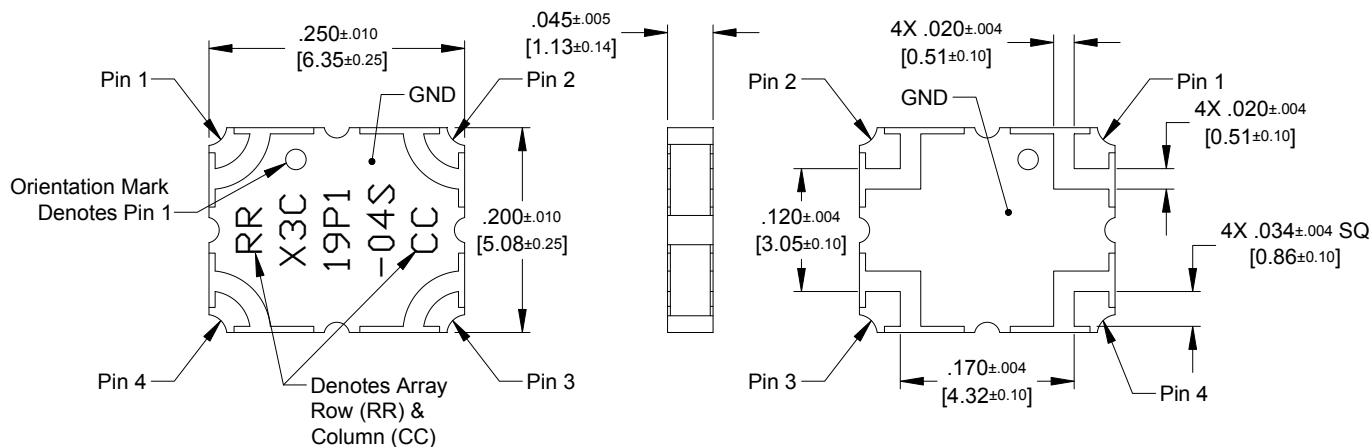 .250±.010
[6.35±0.25]
.045±.005
[1.13±0.14]
4X .020±.004
[0.51±0.10]
Pin 1
Pin 2
GND
Pin 2
GND
Pin 1
4X .020±.004
[0.51±0.10]
Orientation Mark
Denotes Pin 1
RR
X3C
19P1
-04S
CC
.200±.010
[5.08±0.25]
.120±.004
[3.05±0.10]
4X .034±.004 SQ
[0.86±0.10]
Pin 4
Pin 3
Denotes Array
Row (RR) &
Column (CC)
Pin 3
.170±.004
[4.32±0.10]
Pin 4